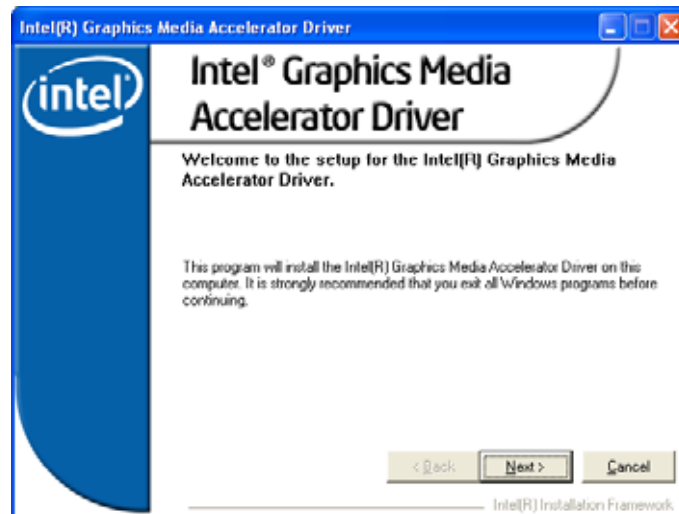 Intel(R) Graphics Media Accelerator Driver
intel
Intel® Graphics Media
Accelerator Driver
Welcome to the setup for the Intel(R) Graphics Media
Accelerator Driver.
This program will install the Intel(R) Graphics Media Accelerator Driver on this
computer. It is strongly recommended that you exit all Windows programs before
continuing.
< Back
Next >
Cancel
Intel(R) Installation Framework